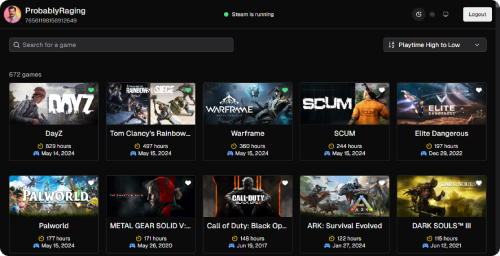 ProbablyRaging
76561198158912649
Steam is running
Logout
Search for a game
Playtime High to Low
672 games
DAYZ
RAINBOW SIEGE
WARFRAME
SCUM
ELITE
DANGEROUS
DayZ
Tom Clancy's Rainbow...
Warframe
SCUM
Elite Dangerous
829 hours
497 hours
360 hours
244 hours
197 hours
May 14, 2024
May 15, 2024
May 15, 2024
May 15, 2024
Dec 29, 2022
PALWORLD
CALL OF DUTY
ARK
DARK SOULS
Palworld
METAL GEAR SOLID V:...
Call of Duty: Black Op...
ARK: Survival Evolved
DARK SOULS™ III
177 hours
171 hours
148 hours
122 hours
115 hours
May 15, 2024
May 26, 2020
Jun 19, 2017
Jan 27, 2024
Jun 12, 2021